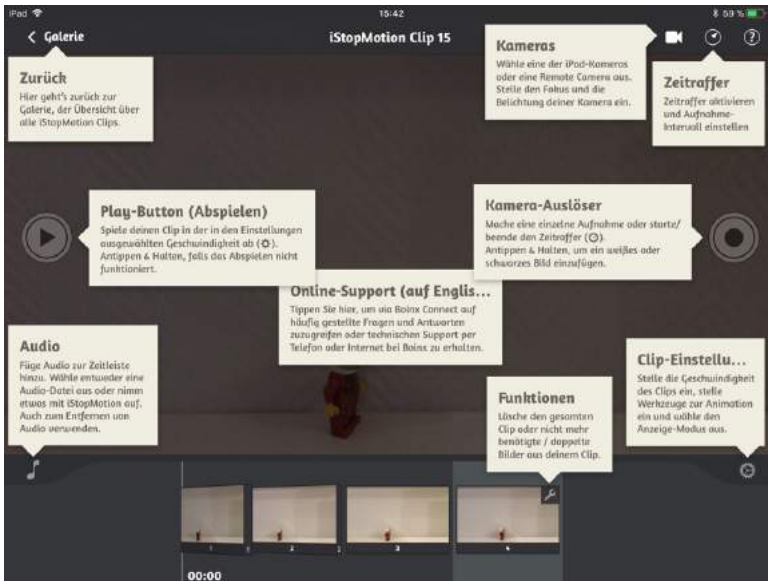 iPad
15:42
59 %
Galerie
iStopMotion Clip 15
Kameras
Wähle eine der iPad-Kameras
oder eine Remote Camera aus.
Stelle den Fokus und die
Belichtung deiner Kamera ein.
Zurück
Hier geht's zurück zur
Galerie, der Übersicht über
alle iStopMotion Clips.
Zeitraffer
Zeitraffer aktivieren
und Aufnahme-
Intervall einstellen
Play-Button (Abspielen)
Spiele deinen Clip in der in den Einstellungen
ausgewählten Geschwindigkeit ab ( ).
Antippen & Halten, falls das Abspielen nicht
funktioniert.
Kamera-Auslöser
Mache eine einzelne Aufnahme oder starte/
beende den Zeitraffer ( ).
Antippen & Halten, um ein weißes oder
schwarzes Bild einzufügen.
Online-Support (auf Englis...
Tippen Sie hier, um via Boinx Connect auf
häufig gestellte Fragen und Antworten
zuzugreifen oder technischen Support per
Telefon oder Internet bei Boinx zu erhalten.
Audio
Füge Audio zur Zeitleiste
hinzu. Wähle entweder eine
Audio-Datei aus oder nimm
etwas mit iStopMotion auf.
Auch zum Entfernen von
Audio verwenden.
Clip-Einstellu...
Stelle die Geschwindigkeit
des Clips ein, stelle
Werkzeuge zur Animation
ein und wähle den
Anzeige-Modus aus.
Funktionen
Lösche den gesamten
Clip oder nicht mehr
benötigte / doppelte
Bilder aus deinem Clip.
1
2
3
4
00:00